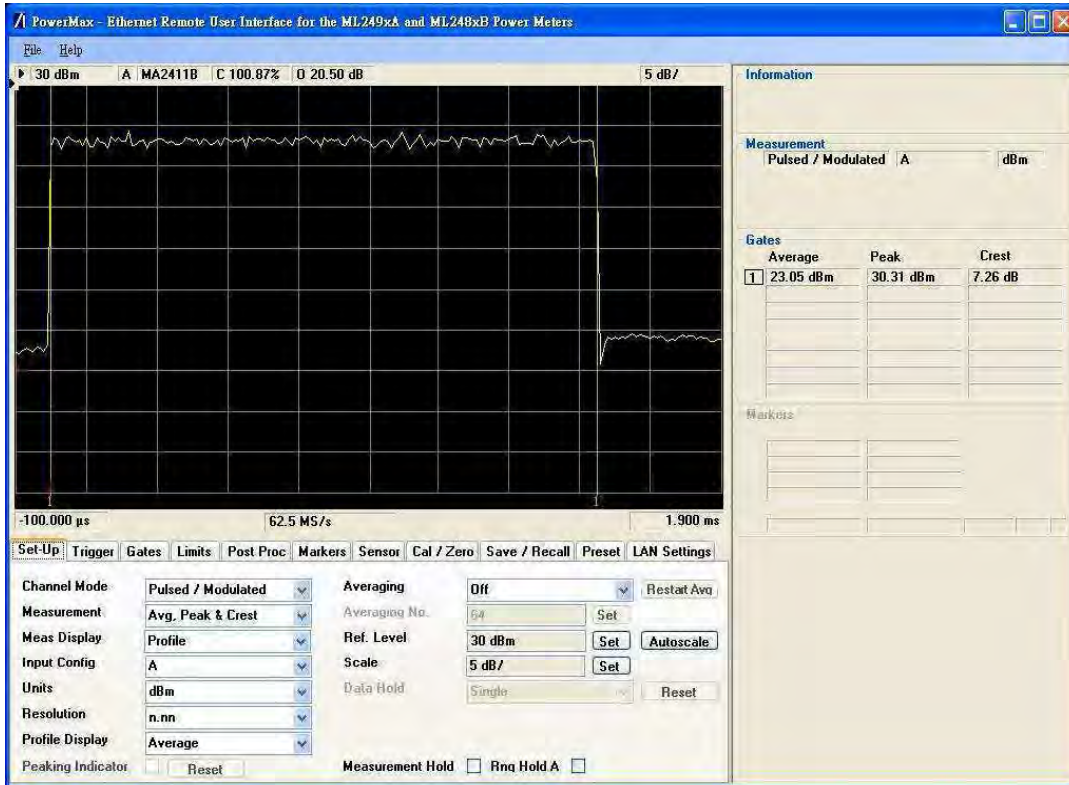 PowerMax - Ethernet Remote User Interface for the ML249xA and ML248xB Power Meters
File Help
30 dBm A MA2411B C 100.87% O 20.50 dB 5 dB/
1 1
-100.000 µs 62.5 MS/s 1.900 ms
Information
Measurement
Pulsed / Modulated A dBm
Gates
Average Peak Crest
1 23.05 dBm 30.31 dBm 7.26 dB
Markers
Set-Up Trigger Gates Limits Post Proc Markers Sensor Cal / Zero Save / Recall Preset LAN Settings
Channel Mode Pulsed / Modulated Averaging Off Restart Avg
Measurement Avg, Peak & Crest Averaging No. 64 Set
Meas Display Profile Ref. Level 30 dBm Set Autoscale
Input Config A Scale 5 dB/ Set
Units dBm Data Hold Single Reset
Resolution n.nn
Profile Display Average
Peaking Indicator Reset Measurement Hold Rng Hold A